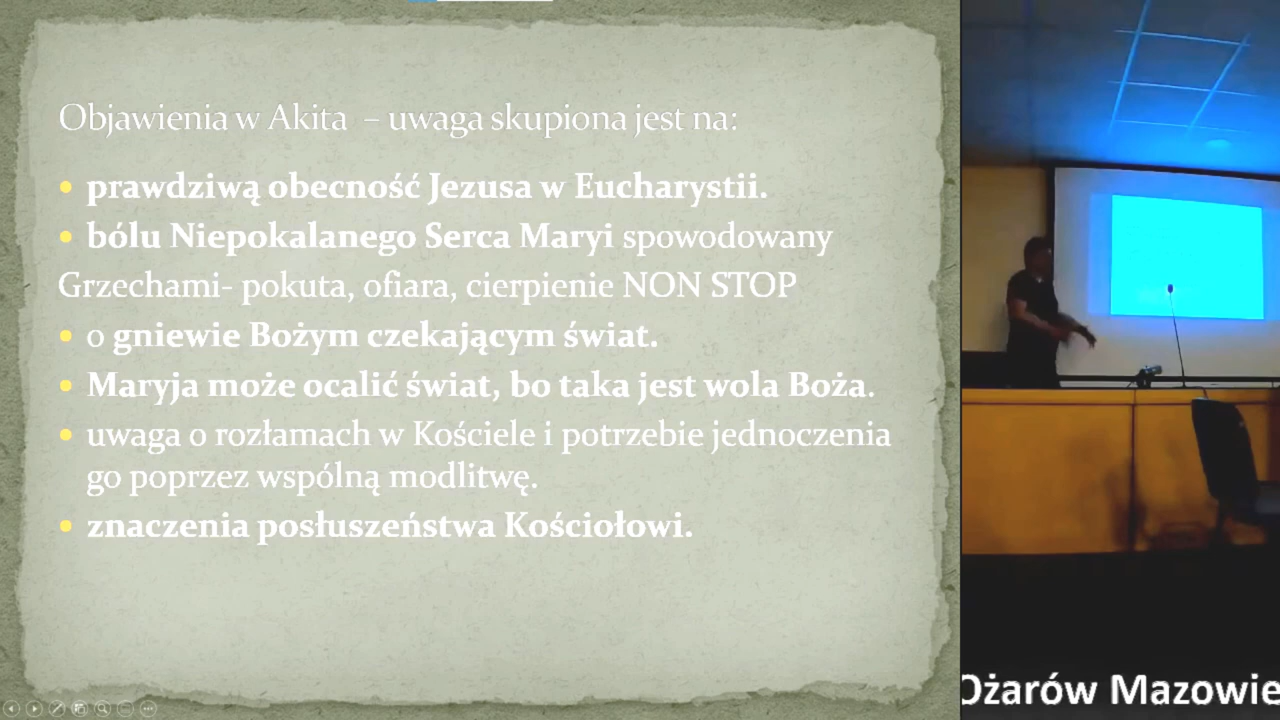 Objawienia w Akita – uwaga skupiona jest na:
• prawdziwą obecność Jezusa w Eucharystii.
• bólu Niepokalanego Serca Maryi spowodowany
Grzechami- pokuta, ofiara, cierpienie NON STOP
• o gniewie Bożym czekającym świat.
• Maryja może ocalić świat, bo taka jest wola Boża.
• uwaga o rozłamach w Kościele i potrzebie jednoczenia
go poprzez wspólną modlitwę.
• znaczenia posłuszeństwa Kościołowi.
Ożarów Mazowie